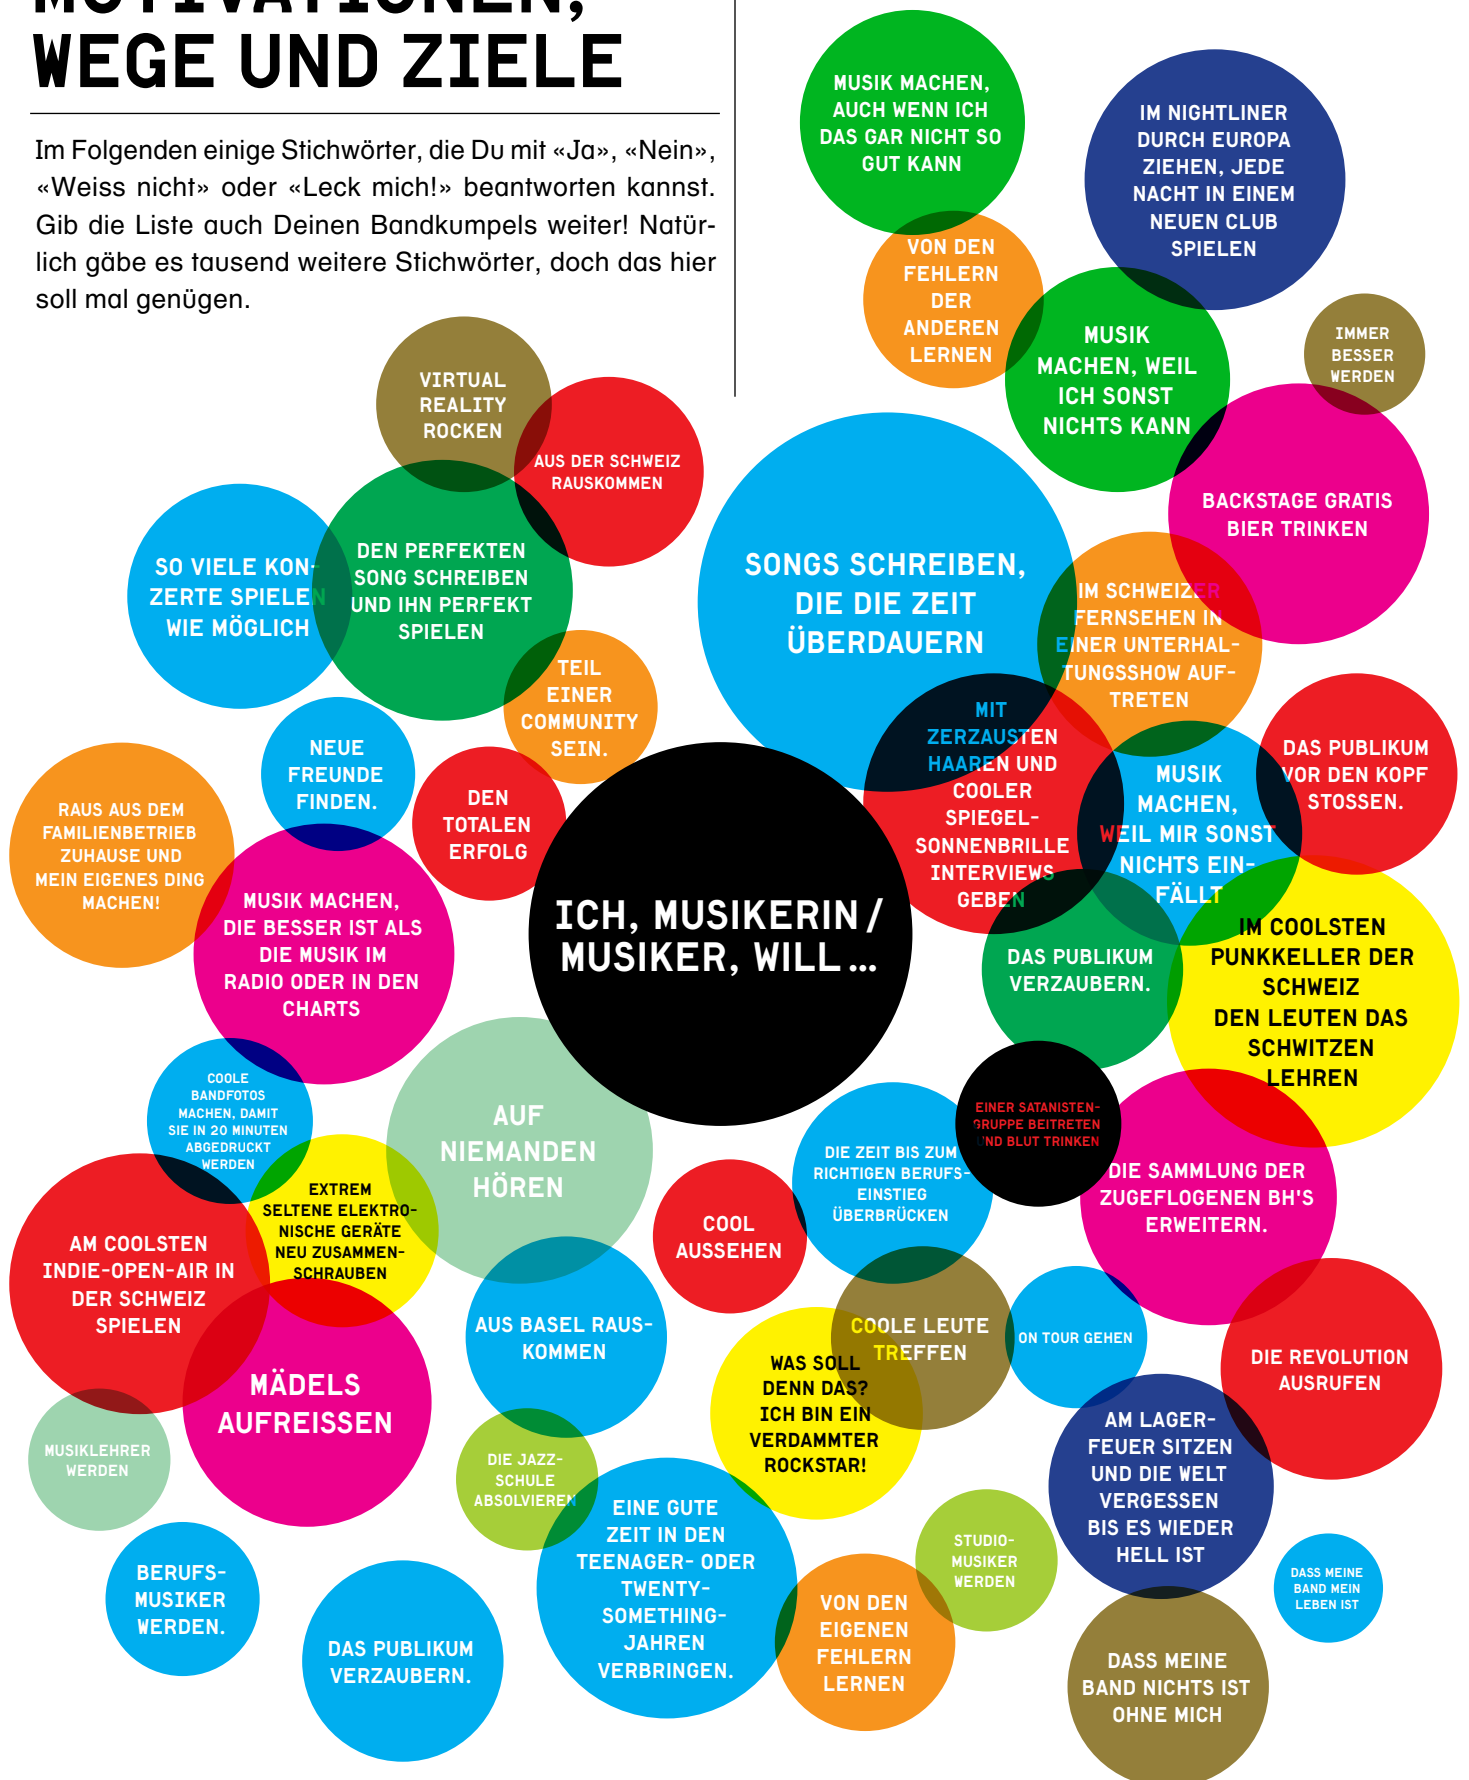 MOTIVATIONEN,
WEGE UND ZIELE
Im Folgenden einige Stichwörter, die Du mit «Ja», «Nein»,
«Weiss nicht» oder «Leck mich!» beantworten kannst.
Gib die Liste auch Deinen Bandkumpels weiter! Natür-
lich gäbe es tausend weitere Stichwörter, doch das hier
soll mal genügen.
MUSIK MACHEN,
AUCH WENN ICH
DAS GAR NICHT SO
GUT KANN
IM NIGHTLINER
DURCH EUROPA
ZIEHEN, JEDE
NACHT IN EINEM
NEUEN CLUB
SPIELEN
VON DEN
FEHLERN
DER
ANDEREN
LERNEN
MUSIK
MACHEN, WEIL
ICH SONST
NICHTS KANN
IMMER
BESSER
WERDEN
VIRTUAL
REALITY
ROCKEN
AUS DER SCHWEIZ
RAUSKOMMEN
BACKSTAGE GRATIS
BIER TRINKEN
SO VIELE KON-
ZERTE SPIELEN
WIE MÖGLICH
DEN PERFEKTEN
SONG SCHREIBEN
UND IHN PERFEKT
SPIELEN
SONGS SCHREIBEN,
DIE DIE ZEIT
ÜBERDAUERN
IM SCHWEIZER
FERNSEHEN IN
EINER UNTERHAL-
TUNGSSHOW AUF-
TRETEN
TEIL
EINER
COMMUNITY
SEIN.
NEUE
FREUNDE
FINDEN.
DEN
TOTALEN
ERFOLG
MIT
ZERZAUSTEN
HAAREN UND
COOLER
SPIEGEL-
SONNENBRILLE
INTERVIEWS
GEBEN
MUSIK
MACHEN,
WEIL MIR SONST
NICHTS EIN-
FÄLLT
DAS PUBLIKUM
VOR DEN KOPF
STOSSEN.
RAUS AUS DEM
FAMILIENBETRIEB
ZUHAUSE UND
MEIN EIGENES DING
MACHEN!
MUSIK MACHEN,
DIE BESSER IST ALS
DIE MUSIK IM
RADIO ODER IN DEN
CHARTS
ICH, MUSIKERIN/
MUSIKER, WILL...
DAS PUBLIKUM
VERZAUBERN.
IM COOLSTEN
PUNKKELLER DER
SCHWEIZ
DEN LEUTEN DAS
SCHWITZEN
LEHREN
COOLE
BANDFOTOS
MACHEN, DAMIT
SIE IN 20 MINUTEN
ABGEDRUCKT
WERDEN
AUF
NIEMANDEN
HÖREN
EINER SATANISTEN-
GRUPPE BEITRETEN
UND BLUT TRINKEN
DIE ZEIT BIS ZUM
RICHTIGEN BERUFS-
EINSTIEG
ÜBERBRÜCKEN
DIE SAMMLUNG DER
ZUGEFLOGENEN BH'S
ERWEITERN.
EXTREM
SELTENE ELEKTRO-
NISCHE GERÄTE
NEU ZUSAMMEN-
SCHRAUBEN
COOL
AUSSEHEN
AM COOLSTEN
INDIE-OPEN-AIR IN
DER SCHWEIZ
SPIELEN
AUS BASEL RAUS-
KOMMEN
COOLE LEUTE
TREFFEN
ON TOUR GEHEN
DIE REVOLUTION
AUSRUFEN
MÄDELS
AUFREISSEN
WAS SOLL
DENN DAS?
ICH BIN EIN
VERDAMMTER
ROCKSTAR!
MUSIKLEHRER
WERDEN
DIE JAZZ-
SCHULE
ABSOLVIEREN
AM LAGER-
FEUER SITZEN
UND DIE WELT
VERGESSEN
BIS ES WIEDER
HELL IST
EINE GUTE
ZEIT IN DEN
TEENAGER- ODER
TWENTY-
SOMETHING-
JAHREN
VERBRINGEN.
STUDIO-
MUSIKER
WERDEN
BERUFS-
MUSIKER
WERDEN.
DASS MEINE
BAND MEIN
LEBEN IST
DAS PUBLIKUM
VERZAUBERN.
VON DEN
EIGENEN
FEHLERN
LERNEN
DASS MEINE
BAND NICHTS IST
OHNE MICH